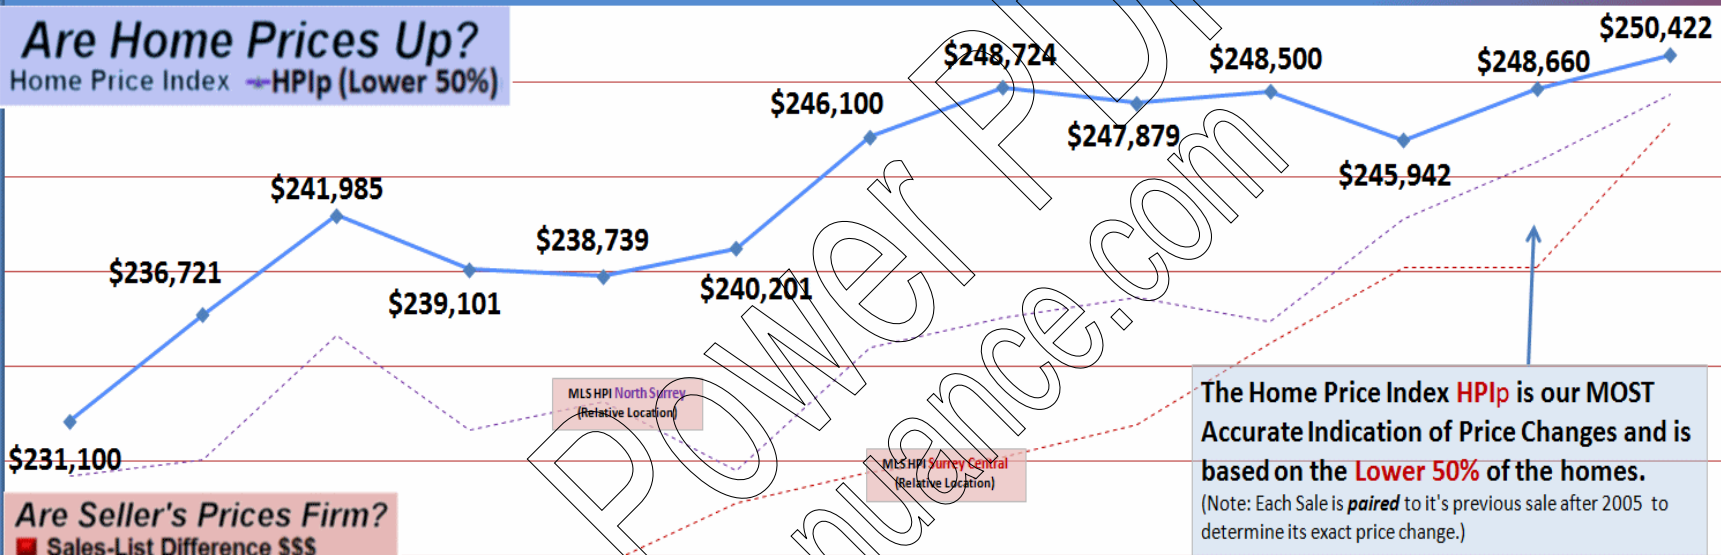 Are Home Prices Up?
Home Price Index HPIp (Lower 50%)
$231,100
$236,721
$241,985
$239,101
$238,739
$240,201
$246,100
$248,724
$247,879
$248,500
$245,942
$248,660
$250,422
MLS HPI North Surrey
(Relative Location)
MLS HPI Surrey Central
(Relative Location)
The Home Price Index HPIp is our MOST
Accurate Indication of Price Changes and is
based on the Lower 50% of the homes.
(Note: Each Sale is paired to it's previous sale after 2005 to
determine its exact price change.)
Are Seller's Prices Firm?
Sales-List Difference $$$
Power
nuance.com